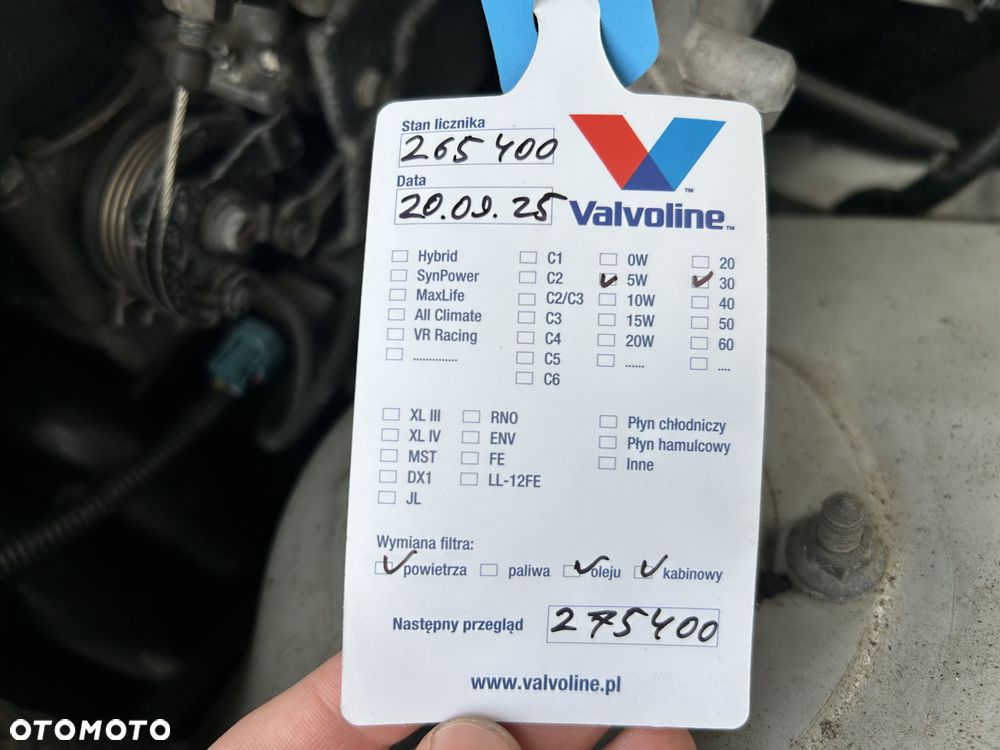 Stan licznika
265 400
Data
20.09.25
Valvoline™
Hybrid
SynPower
MaxLife
All Climate
VR Racing
..............
C1
C2
C2/C3
C3
C4
C5
C6
0W
5W
10W
15W
20W
......
20
30
40
50
60
....
XL III
XL IV
MST
DX1
JL
RNO
ENV
FE
LL-12FE
Płyn chłodniczy
Płyn hamulcowy
Inne
Wymiana filtra:
powietrza paliwa oleju kabinowy
Następny przegląd 275400
www.valvoline.pl
OTOMOTO